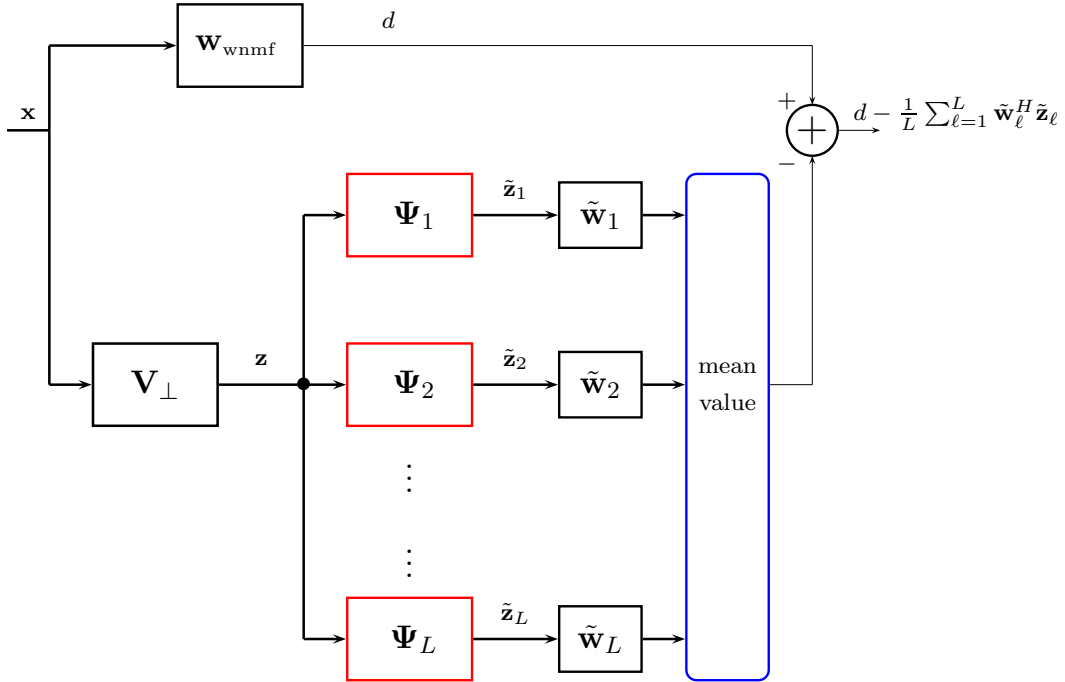 d
𝐰_wnmf
𝐱
+
+
−
d − 1/L ∑_{ℓ=1}^{L} 𝐰̃_ℓ^H 𝐳̃_ℓ
𝚿_1
𝐳̃_1
𝐰̃_1
𝐕_⊥
𝐳
𝚿_2
𝐳̃_2
𝐰̃_2
mean
value
⋮
⋮
𝚿_L
𝐳̃_L
𝐰̃_L